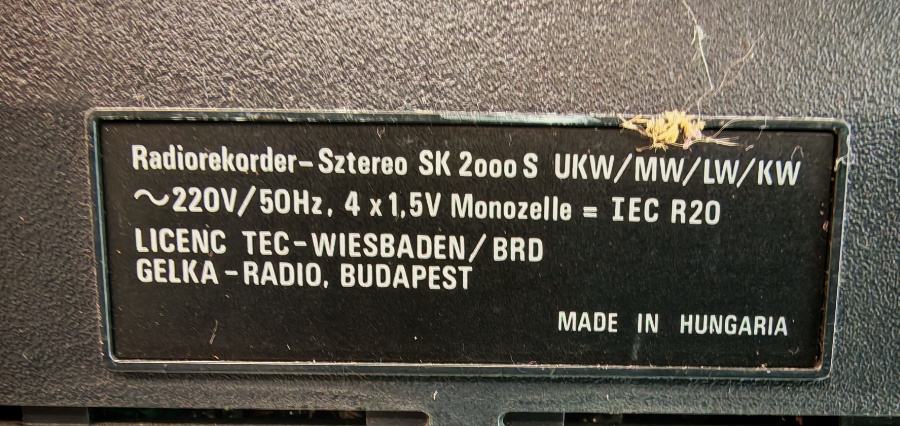 Radiorekorder-Sztereo SK 2000 S UKW/MW/LW/KW
~220V/50Hz, 4 x 1,5V Monozelle = IEC R20
LICENC TEC-WIESBADEN/BRD
GELKA-RADIO, BUDAPEST
MADE IN HUNGARIA